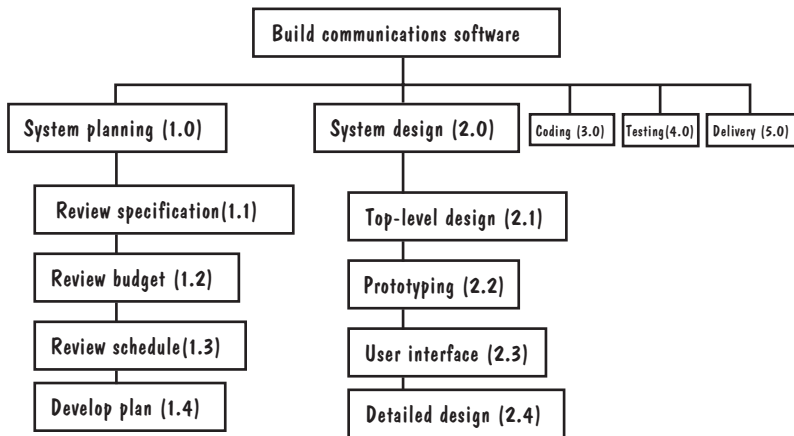 Build communications software
System planning (1.0)
System design (2.0)
Coding (3.0)
Testing(4.0)
Delivery (5.0)
Review specification(1.1)
Review budget (1.2)
Review schedule(1.3)
Develop plan (1.4)
Top-level design (2.1)
Prototyping (2.2)
User interface (2.3)
Detailed design (2.4)